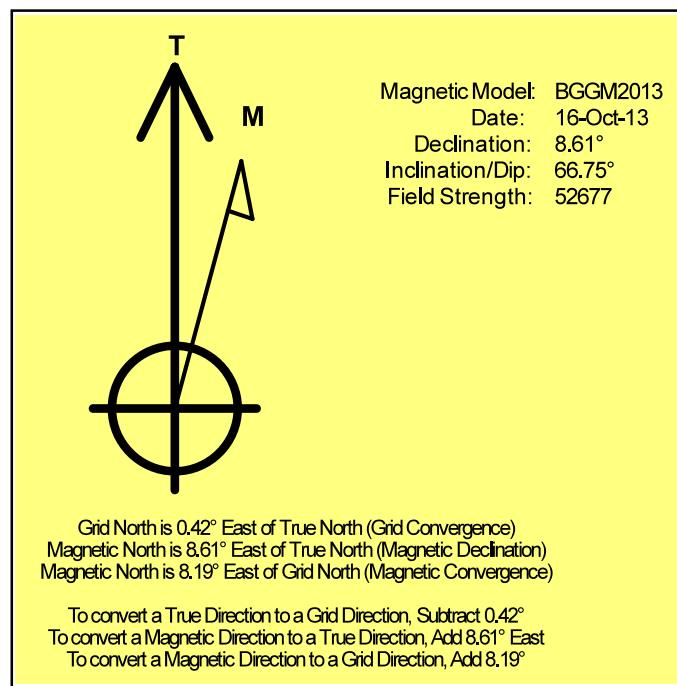 T
M
Magnetic Model: BGGM2013
Date: 16-Oct-13
Declination: 8.61°
Inclination/Dip: 66.75°
Field Strength: 52677
Grid North is 0.42° East of True North (Grid Convergence)
Magnetic North is 8.61° East of True North (Magnetic Declination)
Magnetic North is 8.19° East of Grid North (Magnetic Convergence)
To convert a True Direction to a Grid Direction, Subtract 0.42°
To convert a Magnetic Direction to a True Direction, Add 8.61° East
To convert a Magnetic Direction to a Grid Direction, Add 8.19°